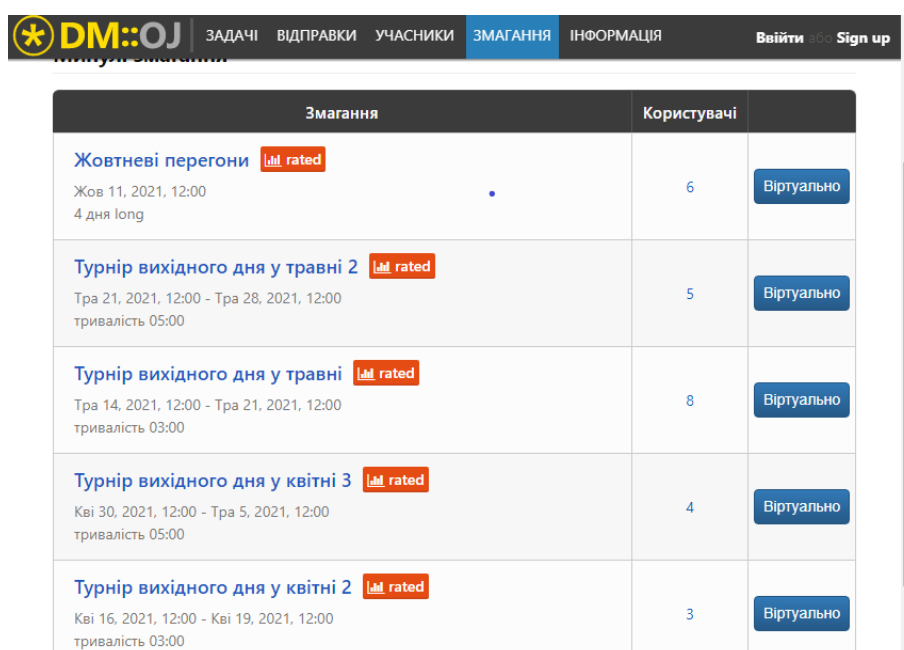 DM::OJ ЗАДАЧІ ВІДПРАВКИ УЧАСНИКИ ЗМАГАННЯ ІНФОРМАЦІЯ Ввійти або Sign up
Минулі змагання
Змагання Користувачі
Жовтневі перегони rated
Жов 11, 2021, 12:00
4 дня long
6 Віртуально
Турнір вихідного дня у травні 2 rated
Тра 21, 2021, 12:00 - Тра 28, 2021, 12:00
тривалість 05:00
5 Віртуально
Турнір вихідного дня у травні rated
Тра 14, 2021, 12:00 - Тра 21, 2021, 12:00
тривалість 03:00
8 Віртуально
Турнір вихідного дня у квітні 3 rated
Кві 30, 2021, 12:00 - Тра 5, 2021, 12:00
тривалість 05:00
4 Віртуально
Турнір вихідного дня у квітні 2 rated
Кві 16, 2021, 12:00 - Кві 19, 2021, 12:00
тривалість 03:00
3 Віртуально